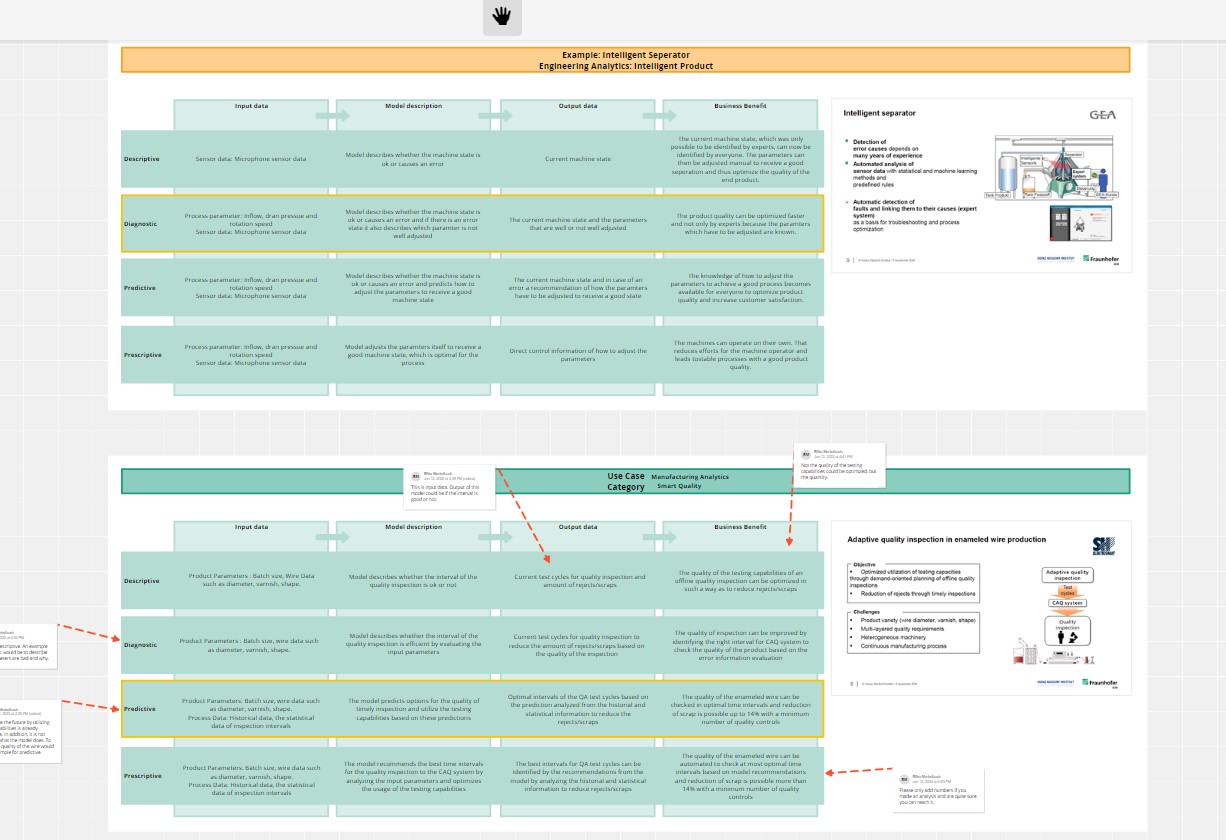 Example: Intelligent Seperator
Engineering Analytics: Intelligent Product
Input data
Model description
Output data
Business Benefit
Descriptive
Sensor data: Microphone sensor data
Model describes whether the machine state is
ok or causes an error
Current machine state
The current machine state, which was only
possible to be identified by experts, can now be
identified by everyone. The parameters can
then be adjusted manual to receive a good
seperation and thus optimize the quality of the
end product.
Diagnostic
Process parameter: Inflow, dran pressue and
rotation speed
Sensor data: Microphone sensor data
Model describes whether the machine state is
ok or causes an error and if there is an error
state it also describes which paramter is not
well adjusted
The current machine state and the parameters
that are well or not well adjusted
The product quality can be optimized faster
and not only by experts because the paramters
which have to be adjusted are known.
Predictive
Process parameter: Inflow, dran pressue and
rotation speed
Sensor data: Microphone sensor data
Model describes whether the machine state is
ok or causes an error and predicts how to
adjust the parameters to receive a good
machine state
The current machine state and in case of an
error a recommendation of how the paramters
have to be adjusted to receive a good state
The knowledge of how to adjust the
parameters to achieve a good process becomes
available for everyone to optimize product
quality and increase customer satisfaction.
Prescriptive
Process parameter: Inflow, dran pressue and
rotation speed
Sensor data: Microphone sensor data
Model adjusts the paramters itself to receive a
good machine state, which is optimal for the
process
Direct control information of how to adjust the
parameters
The machines can operate on their own. That
reduces efforts for the machine operator and
leads tostable processes with a good product
quality.
Intelligent separator
GEA
Detection of
error causes depends on
many years of experience
Automated analysis of
sensor data with statistical and machine learning
methods and
predefined rules
Automatic detection of
faults and linking them to their causes (expert
system)
as a basis for troubleshooting and process
optimization
Separator
Intelligente
Sensorik
Expert
system
HEINZ NIXDORF INSTITUT
Fraunhofer
Use Case
Category
Manufacturing Analytics
Smart Quality
This is input data. Output of this
model could be if the interval is
good or not.
Not the quality of the testing
capabilities could be optimized, but
the quantity.
Input data
Model description
Output data
Business Benefit
Descriptive
Product Parameters : Batch size, Wire Data
such as diameter, varnish, shape.
Model describes whether the interval of the
quality inspection is ok or not
Current test cycles for quality inspection and
amount of rejects/scraps
The quality of the testing capabilities of an
offline quality inspection can be optimized in
such a way as to reduce rejects/scraps
Diagnostic
Product Parameters : Batch size, wire data such
as diameter, varnish, shape.
Model describes whether the interval of the
quality inspection is efficient by evaluating the
input parameters
Current test cycles for quality inspection to
reduce the amount of rejects/scraps based on
the quality of the inspection
The quality of inspection can be improved by
identifying the right interval for CAQ system to
check the quality of the product based on the
error information evaluation
Predictive
Product Parameters: Batch size, wire data such
as diameter, varnish, shape.
Process Data: Historical data, the statistical
data of inspection intervals
The model predicts options for the quality of
timely inspection and utilize the testing
capabilities based on these predictions
Optimal intervals of the QA test cycles based on
the prediction analyzed from the historial and
statistical information to reduce the
rejects/scraps
The quality of the enameled wire can be
checked in optimal time intervals and reduction
of scrap is possible up to 14% with a minimum
number of quality controls
Prescriptive
Product Parameters: Batch size, wire data such
as diameter, varnish, shape.
Process Data: Historical data, the statistical
data of inspection intervals
The model recommends the best time intervals
for the quality inspection to the CAQ system by
analyzing the input parameters and optimizes
the usage of the testing capabilities
The best intervals for QA test cycles can be
identified by the recommendations from the
model by analyzing the historial and statistical
information to reduce rejects/scraps
The quality of the enameled wire can be
automated to check at most optimal time
intervals based on model recommendations
and reduction of scrap is possible more than
14% with a minimum number of quality
controls
Adaptive quality inspection in enameled wire production
Objective
Optimized utilization of testing capacities
through demand-oriented planning of offline quality
inspections
Reduction of rejects through timely inspections
Challenges
Product variety (wire diameter, varnish, shape)
Multi-layered quality requirements
Heterogeneous machinery
Continuous manufacturing process
Adaptive quality
inspection
Test
cycles
CAQ system
Quality
inspection
HEINZ NIXDORF INSTITUT
Fraunhofer
Please only add numbers if you
made an analysis and are quite sure
you can reach it.